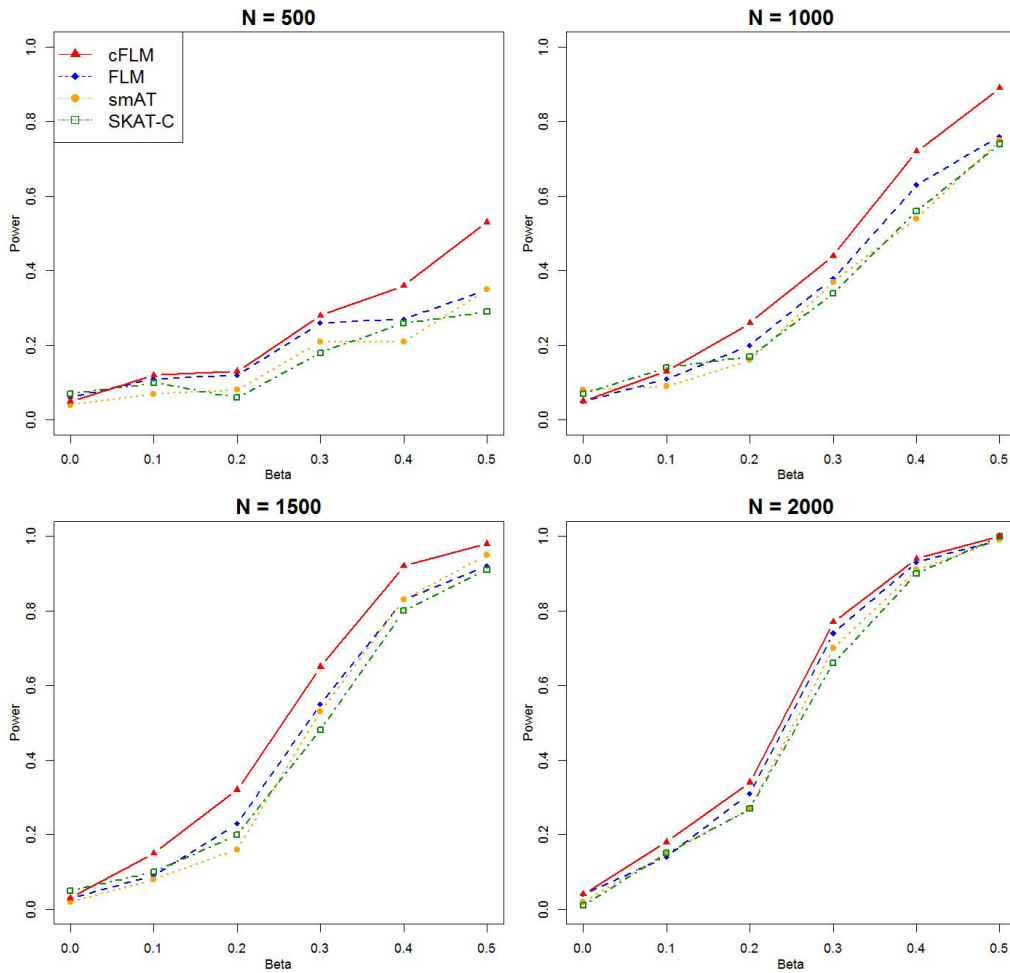 N = 500
cFLM
FLM
smAT
SKAT-C
Power
0.0 0.2 0.4 0.6 0.8 1.0
0.0 0.1 0.2 0.3 0.4 0.5
Beta
N = 1000
Power
0.0 0.2 0.4 0.6 0.8 1.0
0.0 0.1 0.2 0.3 0.4 0.5
Beta
N = 1500
Power
0.0 0.2 0.4 0.6 0.8 1.0
0.0 0.1 0.2 0.3 0.4 0.5
Beta
N = 2000
Power
0.0 0.2 0.4 0.6 0.8 1.0
0.0 0.1 0.2 0.3 0.4 0.5
Beta